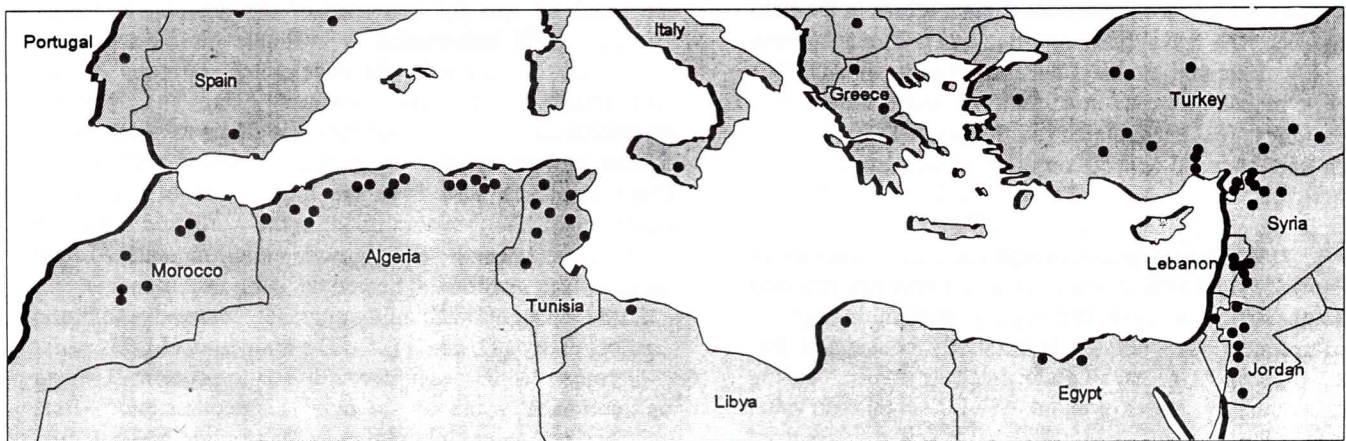 Portugal
Spain
Italy
Greece
Turkey
Morocco
Algeria
Tunisia
Libya
Egypt
Lebanon
Syria
Jordan